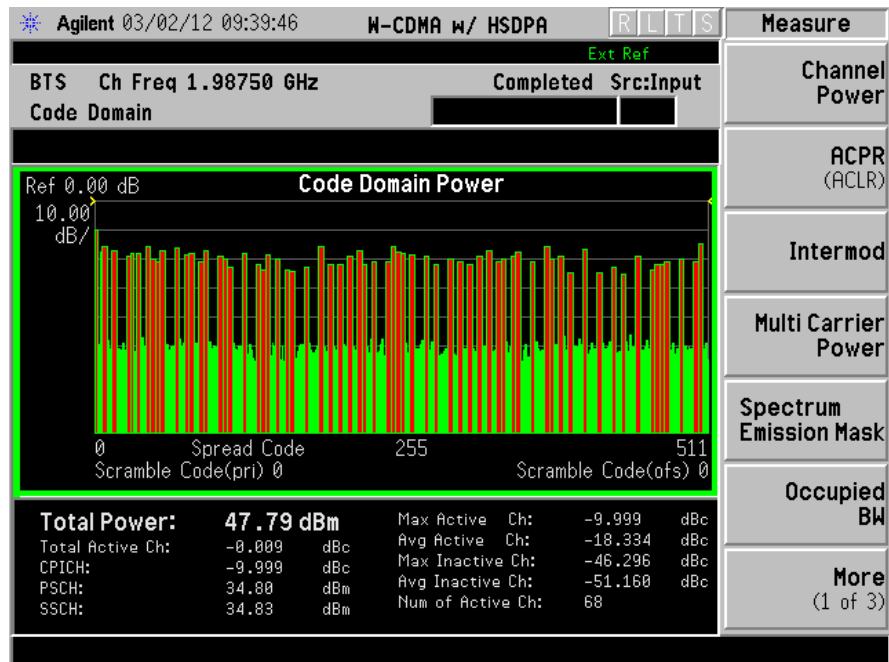 Agilent 03/02/12 09:39:46 W-CDMA w/ HSDPA R L T S
Measure
Ext Ref
BTS Ch Freq 1.98750 GHz Completed Src:Input
Code Domain
Channel
Power
ACPR
(ACLR)
Intermod
Multi Carrier
Power
Spectrum
Emission Mask
Occupied
BW
More
(1 of 3)
Ref 0.00 dB Code Domain Power
10.00
dB/
0 Spread Code 255 511
Scramble Code(pri) 0 Scramble Code(ofs) 0
Total Power: 47.79 dBm
Total Active Ch: -0.009 dBc
CPICH: -9.999 dBc
PSCH: 34.80 dBm
SSCH: 34.83 dBm
Max Active Ch: -9.999 dBc
Avg Active Ch: -18.334 dBc
Max Inactive Ch: -46.296 dBc
Avg Inactive Ch: -51.160 dBc
Num of Active Ch: 68